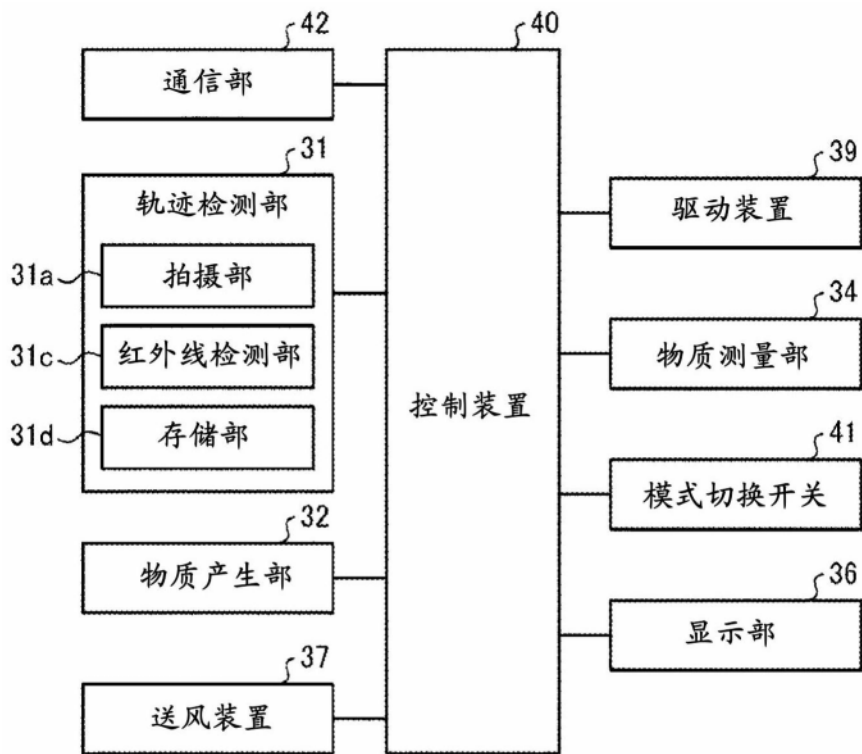 42
通信部
40
控制装置
31
轨迹检测部
31a
拍摄部
31c
红外线检测部
31d
存储部
32
物质产生部
37
送风装置
39
驱动装置
34
物质测量部
41
模式切换开关
36
显示部